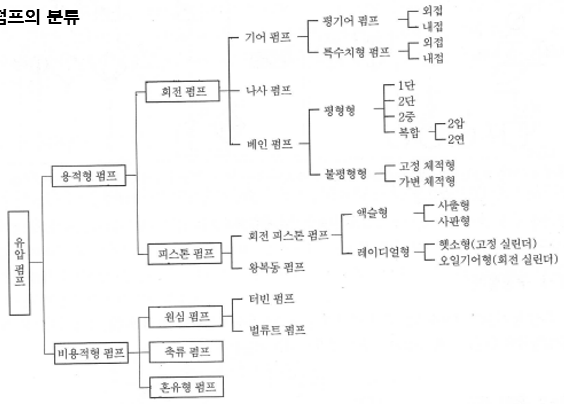 펌프의 분류
유압 펌프
용적형 펌프
회전 펌프
기어 펌프
평기어 펌프
외접
내접
특수치형 펌프
외접
내접
나사 펌프
베인 펌프
평형형
1단
2단
2중
복합
2압
2연
불평형형
고정 체적형
가변 체적형
피스톤 펌프
회전 피스톤 펌프
액슬형
사축형
사판형
레이디얼형
헷소형(고정 실린더)
오일기어형(회전 실린더)
왕복동 펌프
비용적형 펌프
원심 펌프
터빈 펌프
벌류트 펌프
축류 펌프
혼유형 펌프